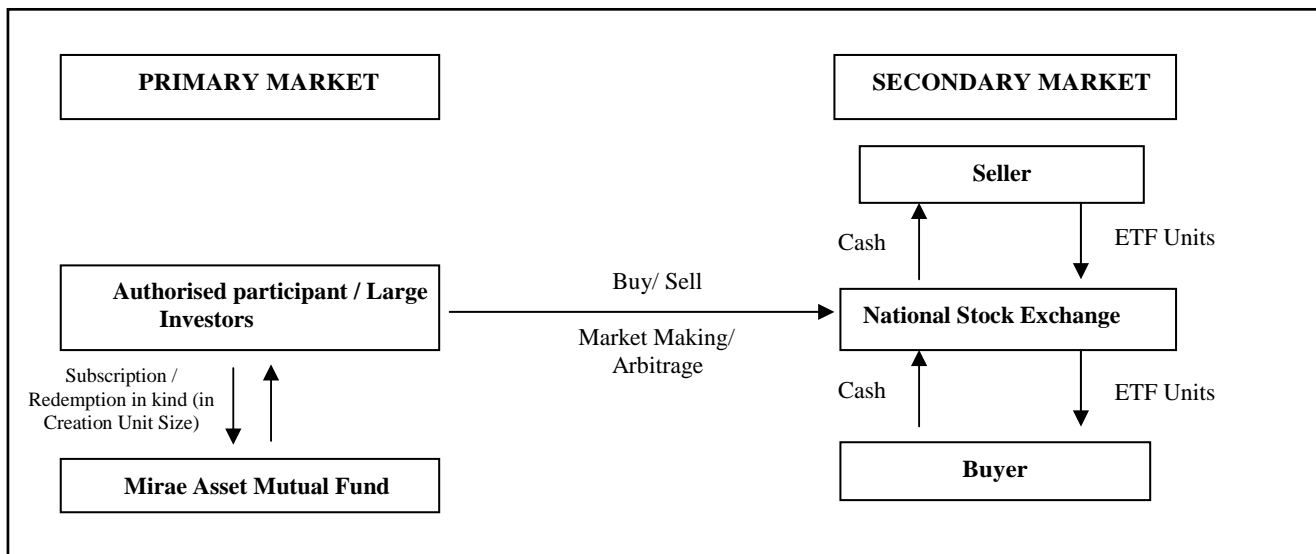 PRIMARY MARKET
SECONDARY MARKET
Seller
Cash
ETF Units
Authorised participant / Large
Investors
Buy/ Sell
Market Making/
Arbitrage
National Stock Exchange
Subscription /
Redemption in kind (in
Creation Unit Size)
Cash
ETF Units
Mirae Asset Mutual Fund
Buyer